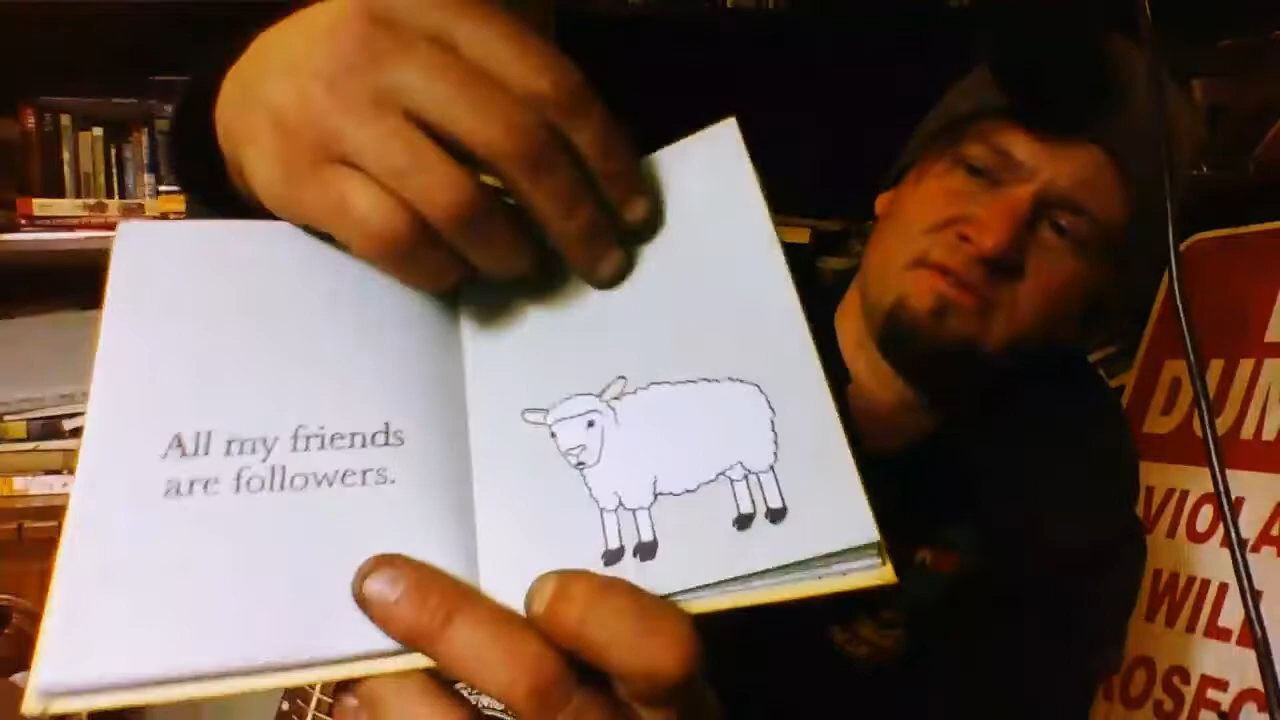 All my friends
are followers.
DUM
VIOLA
WILL
ROSEC